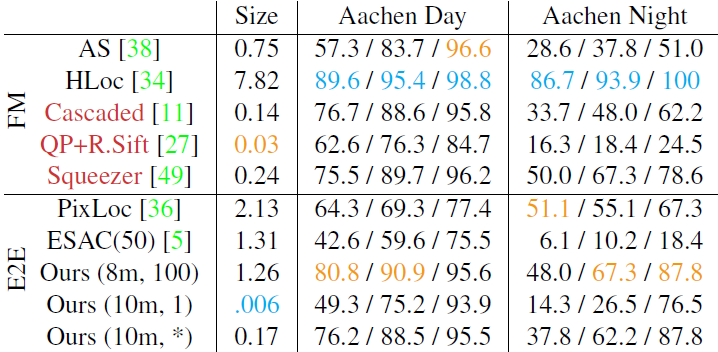 Size Aachen Day Aachen Night
FM
AS [38] 0.75 57.3 / 83.7 / 96.6 28.6 / 37.8 / 51.0
HLoc [34] 7.82 89.6 / 95.4 / 98.8 86.7 / 93.9 / 100
Cascaded [11] 0.14 76.7 / 88.6 / 95.8 33.7 / 48.0 / 62.2
QP+R.Sift [27] 0.03 62.6 / 76.3 / 84.7 16.3 / 18.4 / 24.5
Squeezer [49] 0.24 75.5 / 89.7 / 96.2 50.0 / 67.3 / 78.6
E2E
PixLoc [36] 2.13 64.3 / 69.3 / 77.4 51.1 / 55.1 / 67.3
ESAC(50) [5] 1.31 42.6 / 59.6 / 75.5 6.1 / 10.2 / 18.4
Ours (8m, 100) 1.26 80.8 / 90.9 / 95.6 48.0 / 67.3 / 87.8
Ours (10m, 1) .006 49.3 / 75.2 / 93.9 14.3 / 26.5 / 76.5
Ours (10m, *) 0.17 76.2 / 88.5 / 95.5 37.8 / 62.2 / 87.8